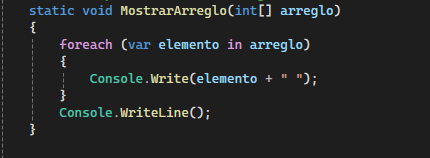 static void MostrarArreglo(int[] arreglo)
{
foreach (var elemento in arreglo)
{
Console.Write(elemento + " ");
}
Console.WriteLine();
}